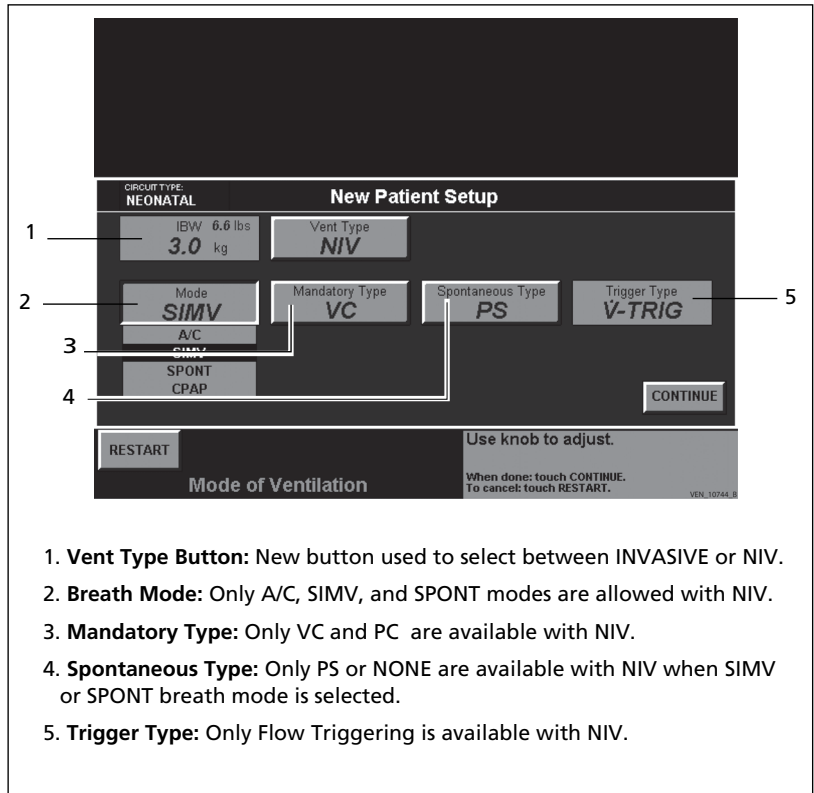 CIRCUIT TYPE:
NEONATAL
New Patient Setup
1
IBW 6.6 lbs
3.0 kg
Vent Type
NIV
2
Mode
SIMV
Mandatory Type
VC
Spontaneous Type
PS
Trigger Type
V̇-TRIG
5
3
A/C
SIMV
SPONT
CPAP
4
CONTINUE
RESTART
Mode of Ventilation
Use knob to adjust.
When done: touch CONTINUE.
To cancel: touch RESTART.
VEN_10744_B
1. Vent Type Button: New button used to select between INVASIVE or NIV.
2. Breath Mode: Only A/C, SIMV, and SPONT modes are allowed with NIV.
3. Mandatory Type: Only VC and PC are available with NIV.
4. Spontaneous Type: Only PS or NONE are available with NIV when SIMV
or SPONT breath mode is selected.
5. Trigger Type: Only Flow Triggering is available with NIV.